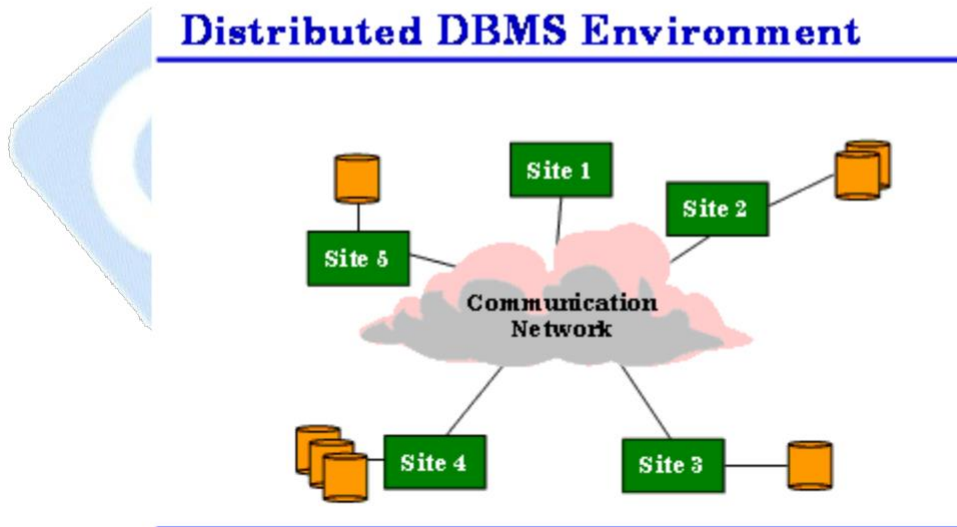 Distributed DBMS Environment
Site 1
Site 2
Site 5
Communication
Network
Site 4
Site 3